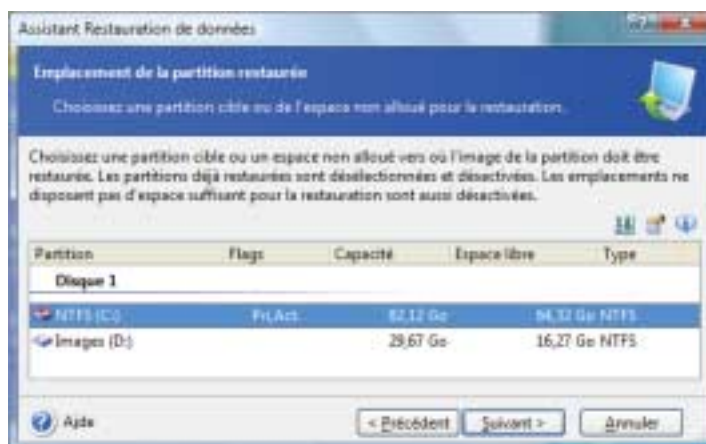 Assistant Restauration de données
Emplacement de la partition restaurée
Choisissez une partition cible ou de l'espace non alloué pour la restauration.
Choisissez une partition cible ou un espace non alloué vers où l'image de la partition doit être
restaurée. Les partitions déjà restaurées sont désélectionnées et désactivées. Les emplacements ne
disposant pas d'espace suffisant pour la restauration sont aussi désactivées.
Partition Flags Capacité Espace libre Type
Disque 1
NTFS (C:) Pri,Act. Go Go NTFS
Images (D:) 29,67 Go 16,27 Go NTFS
Aide < Précédent Suivant > Annuler